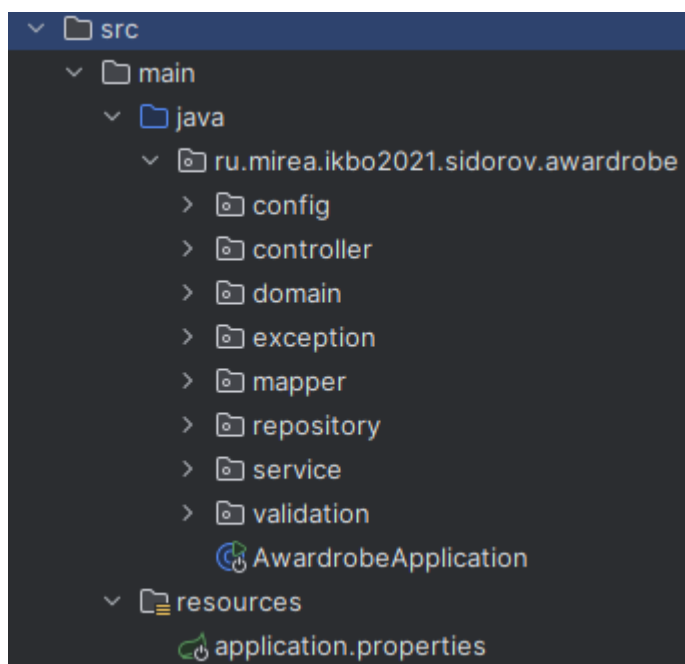 src
main
java
ru.mirea.ikbo2021.sidorov.awardrobe
config
controller
domain
exception
mapper
repository
service
validation
AwardrobeApplication
resources
application.properties